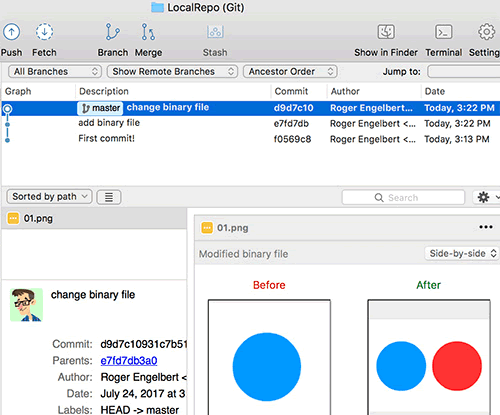 LocalRepo (Git)
Push Fetch Branch Merge Stash Show in Finder Terminal Setting
All Branches Show Remote Branches Ancestor Order Jump to:
Graph Description Commit Author Date
master change binary file d9d7c10 Roger Engelbert... Today, 3:22 PM
add binary file e7fd7db Roger Engelbert <... Today, 3:22 PM
First commit! f0569c8 Roger Engelbert <... Today, 3:13 PM
Sorted by path Search
01.png
01.png
Modified binary file Side-by-side
Before After
change binary file
Commit: d9d7c10931c7b51
Parents: e7fd7db3a0
Author: Roger Engelbert <
Date: July 24, 2017 at 3
Labels: HEAD -> master